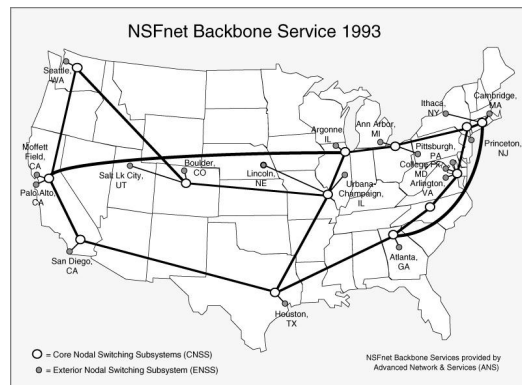 NSFnet Backbone Service 1993
Seattle,
WA
Ithaca,
NY
Cambridge,
MA
Argonne,
IL
Ann Arbor,
MI
Moffett
Field,
CA
Palo Alto,
CA
Salt Lk City,
UT
Boulder,
CO
Lincoln,
NE
Urbana-
Champaign,
IL
Pittsburgh,
PA
College Pk,
MD
Arlington,
VA
Princeton,
NJ
San Diego,
CA
Houston,
TX
Atlanta,
GA
= Core Nodal Switching Subsystems (CNSS)
= Exterior Nodal Switching Subsystem (ENSS)
NSFnet Backbone Services provided by
Advanced Network & Services (ANS)